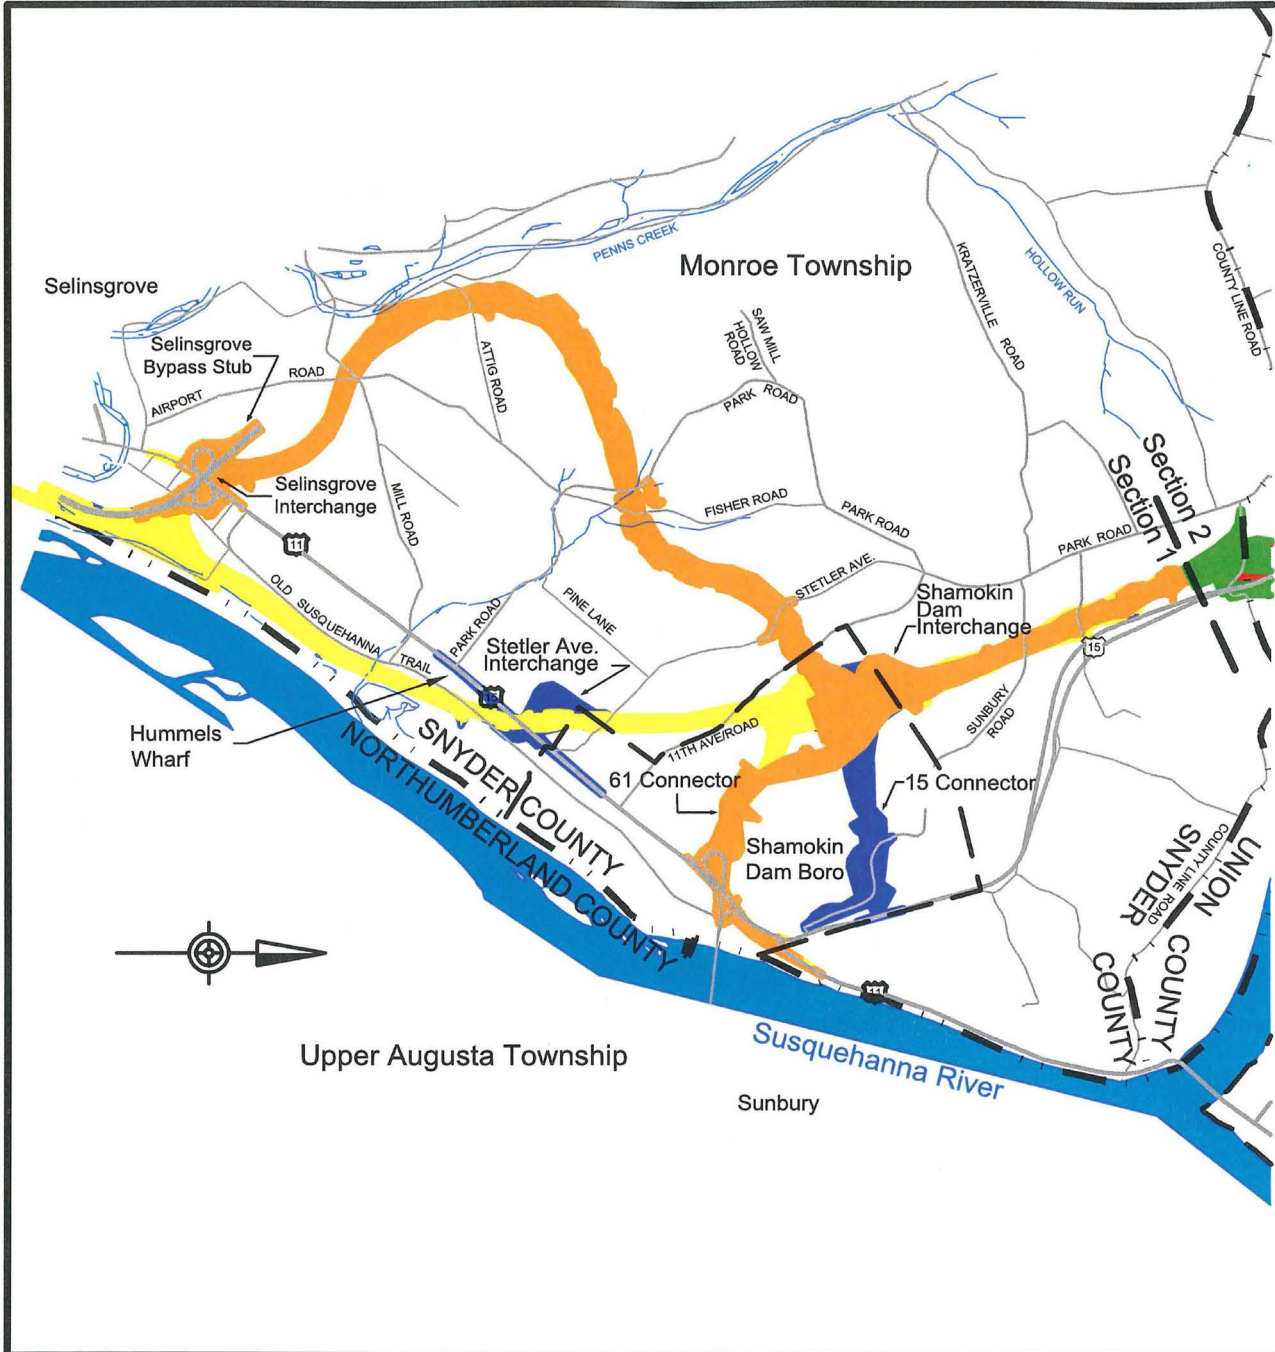 PENNS CREEK
Monroe Township
KRATZERVILLE ROAD
HOLLOW RUN
COUNTY LINE ROAD
Selinsgrove
Selinsgrove
Bypass Stub
AIRPORT ROAD
ATTIG ROAD
SAW MILL
HOLLOW
ROAD
PARK ROAD
Selinsgrove
Interchange
MILL ROAD
FISHER ROAD
PARK ROAD
PARK ROAD
Section 2
Section 1
11
OLD SUSQUEHANNA TRAIL
PARK ROAD
PINE LANE
STETLER AVE.
Shamokin
Dam
Interchange
Stetler Ave.
Interchange
15
15
Hummels
Wharf
SUNBURY
ROAD
11TH AVE/ROAD
SNYDER COUNTY
NORTHUMBERLAND COUNTY
61 Connector
15 Connector
Shamokin
Dam Boro
UNION COUNTY
COUNTY LINE ROAD
SNYDER COUNTY
Upper Augusta Township
Susquehanna River
Sunbury